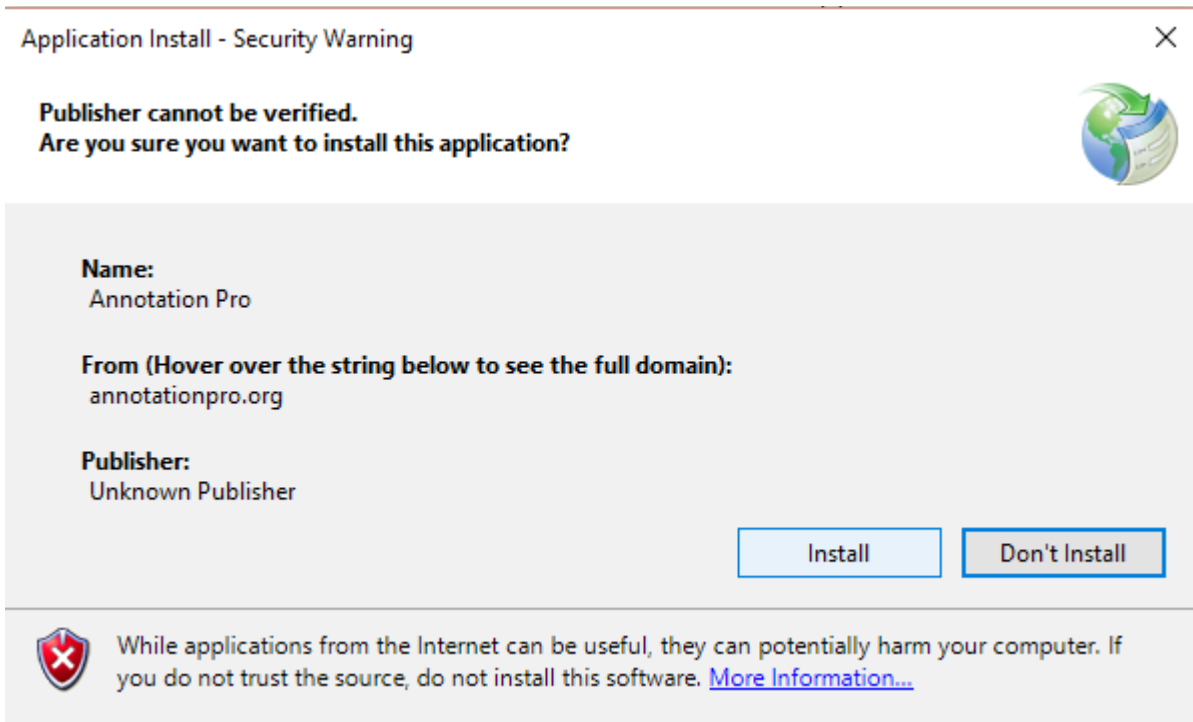 Application Install - Security Warning
Publisher cannot be verified.
Are you sure you want to install this application?
Name:
Annotation Pro
From (Hover over the string below to see the full domain):
annotationpro.org
Publisher:
Unknown Publisher
Install
Don't Install
While applications from the Internet can be useful, they can potentially harm your computer. If
you do not trust the source, do not install this software. More Information...